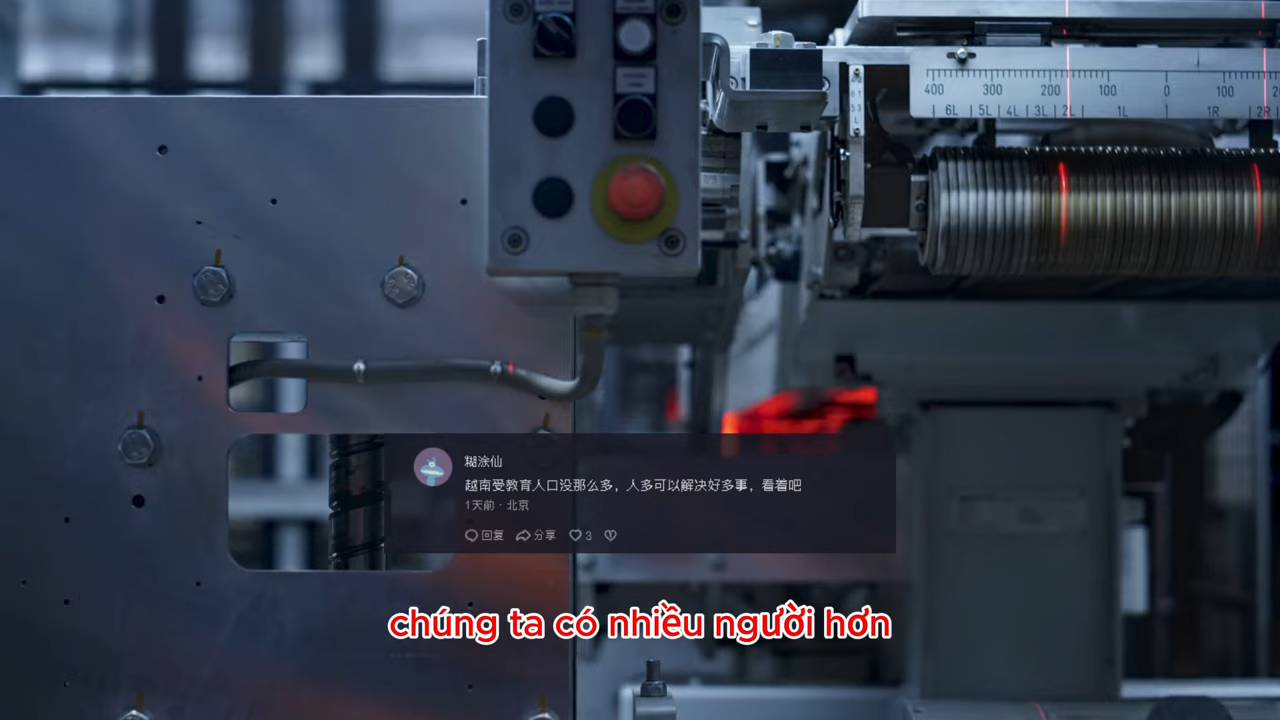 400 300 200 100 0 100
6L 5L 4L 3L 2L 1L 1R 2R
糊涂仙
越南受教育人口没那么多，人多可以解决好多事，看着吧
1天前 · 北京
回复 分享 3
chúng ta có nhiều người hơn